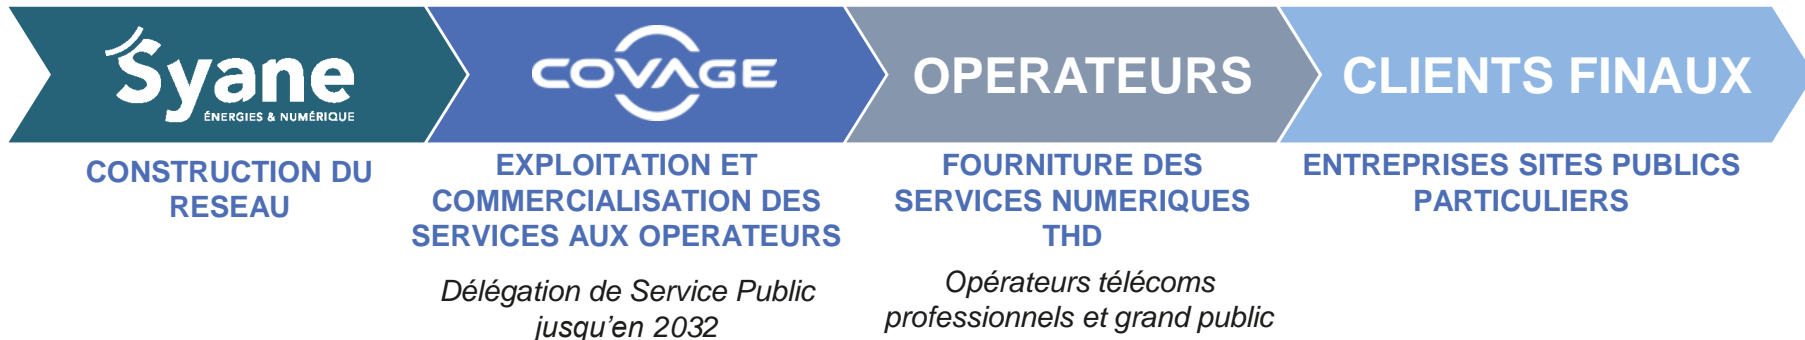 Syane
ÉNERGIES & NUMÉRIQUE
COVAGE
OPERATEURS
CLIENTS FINAUX
CONSTRUCTION DU
RESEAU
EXPLOITATION ET
COMMERCIALISATION DES
SERVICES AUX OPERATEURS
Délégation de Service Public
jusqu'en 2032
FOURNITURE DES
SERVICES NUMERIQUES
THD
Opérateurs télécoms
professionnels et grand public
ENTREPRISES SITES PUBLICS
PARTICULIERS